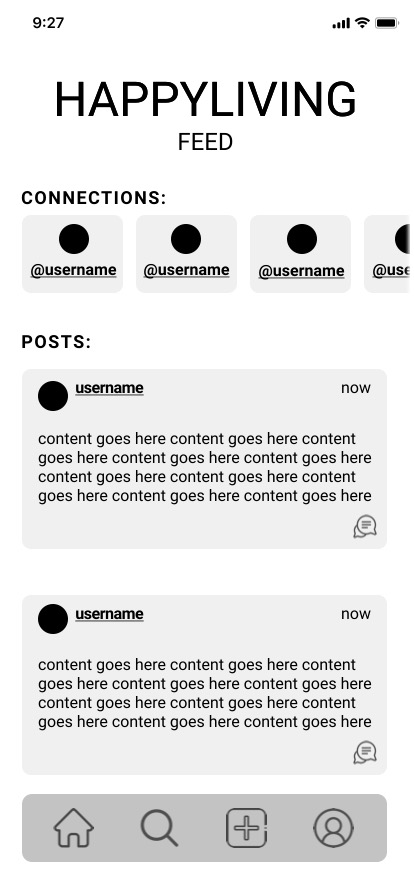 9:27
HAPPYLIVING
FEED
CONNECTIONS:
@username @username @username @use
POSTS:
username now
content goes here content goes here content
goes here content goes here content goes here
content goes here content goes here content
goes here content goes here content goes here
username now
content goes here content goes here content
goes here content goes here content goes here
content goes here content goes here content
goes here content goes here content goes here